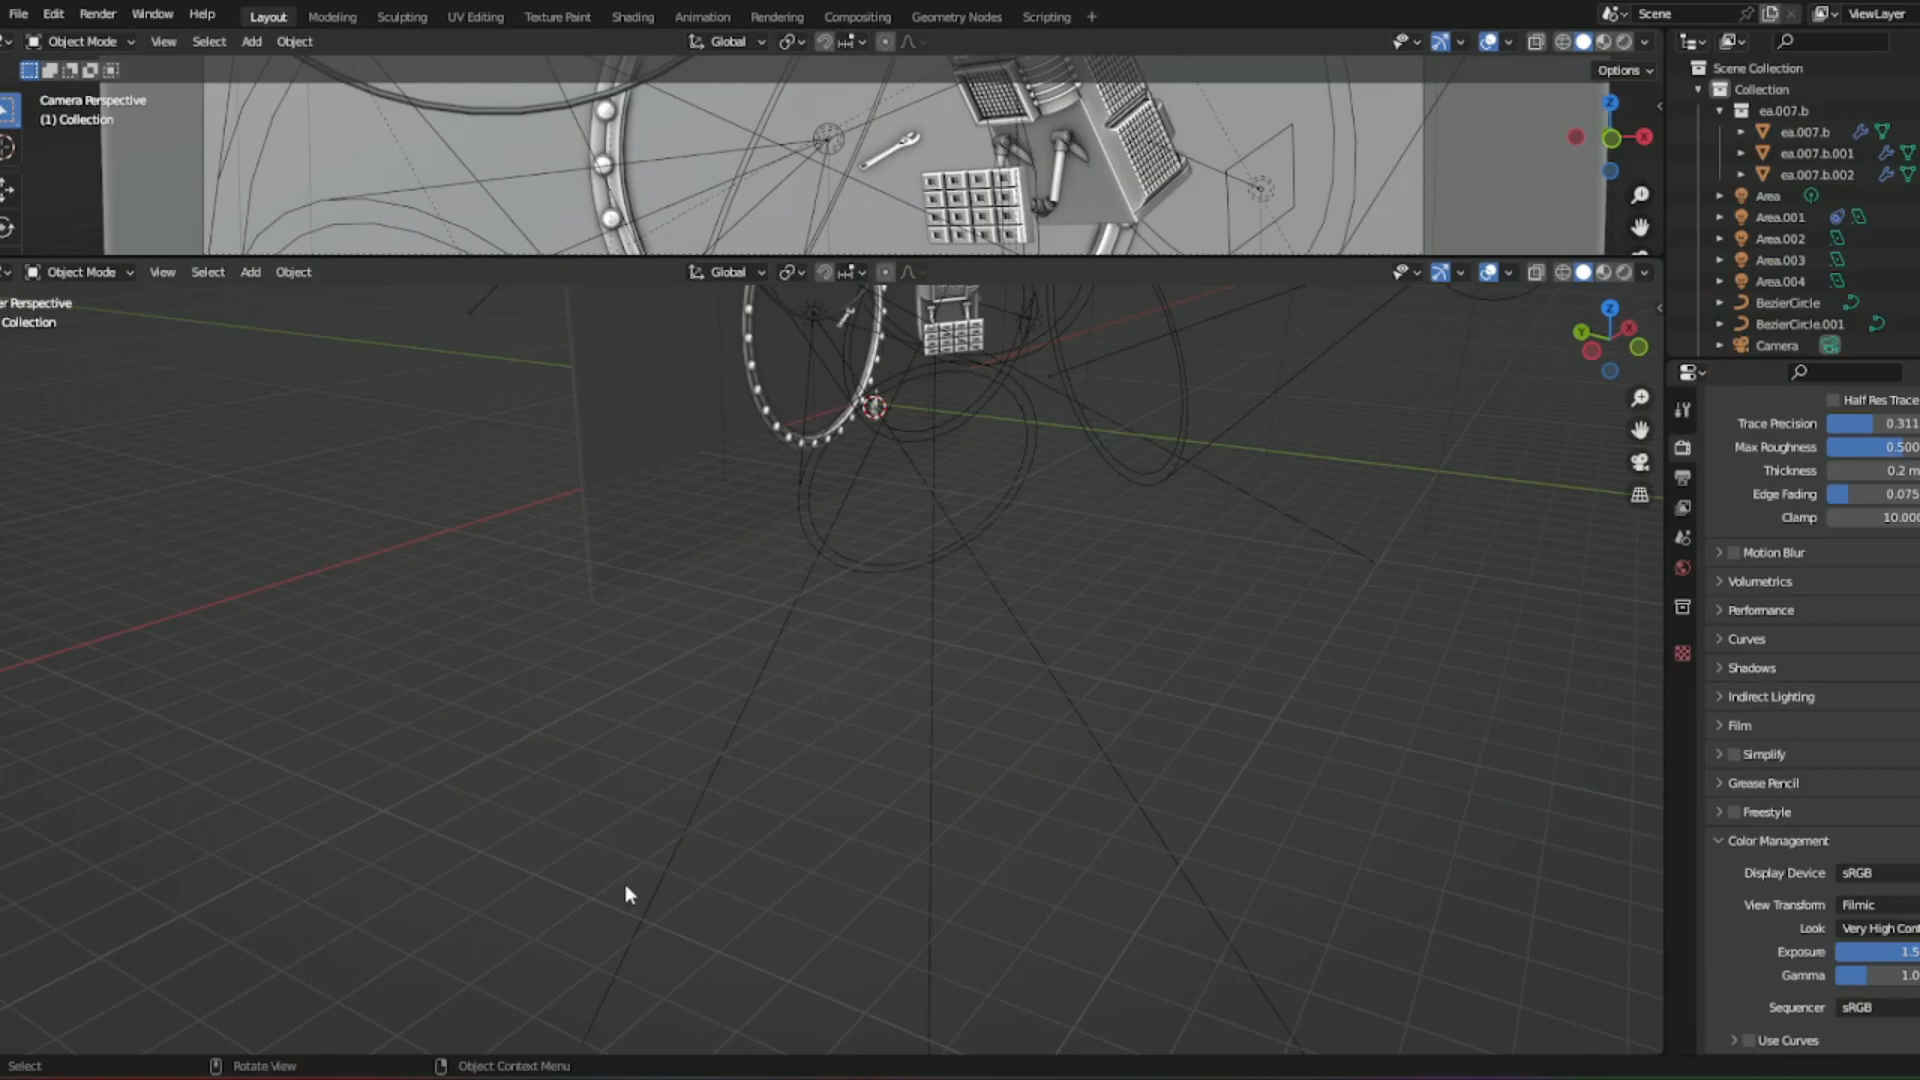 File Edit Render Window Help Layout Modeling Sculpting UV Editing Texture Paint Shading Animation Rendering Compositing Geometry Nodes Scripting + Scene ViewLayer
Object Mode View Select Add Object Global
Options
Camera Perspective
(1) Collection
Object Mode View Select Add Object Global
er Perspective
Collection
Scene Collection
Collection
ea.007.b
ea.007.b
ea.007.b.001
ea.007.b.002
Area
Area.001
Area.002
Area.003
Area.004
BezierCircle
BezierCircle.001
Camera
Half Res Trace
Trace Precision 0.311
Max Roughness 0.500
Thickness 0.2 m
Edge Fading 0.075
Clamp 10.000
Motion Blur
Volumetrics
Performance
Curves
Shadows
Indirect Lighting
Film
Simplify
Grease Pencil
Freestyle
Color Management
Display Device sRGB
View Transform Filmic
Look Very High Cont
Exposure 1.5
Gamma 1.0
Sequencer sRGB
Use Curves
Select Rotate View Object Context Menu